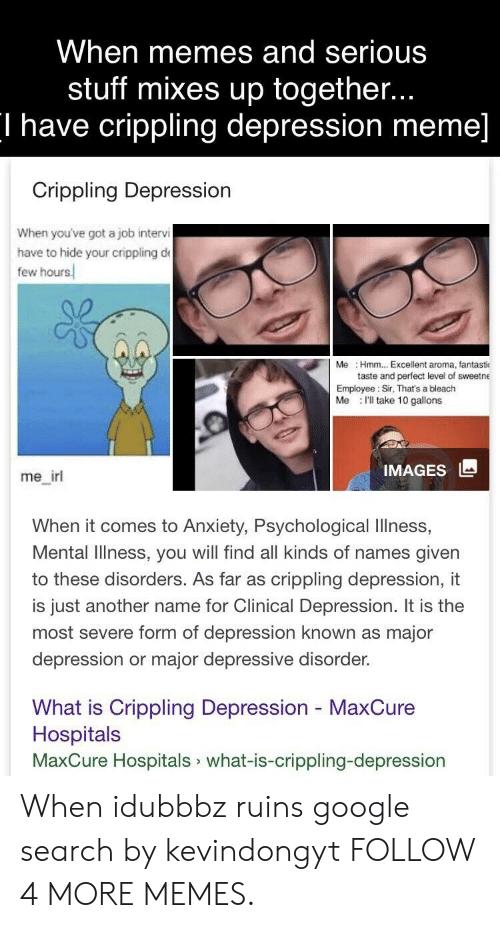 When memes and serious
stuff mixes up together...
I have crippling depression meme]
Crippling Depression
When you've got a job intervi
have to hide your crippling de
few hours.
me_irl
Me : Hmm... Excellent aroma, fantastic
taste and perfect level of sweetne
Employee : Sir, That's a bleach
Me : I'll take 10 gallons
IMAGES
When it comes to Anxiety, Psychological Illness,
Mental Illness, you will find all kinds of names given
to these disorders. As far as crippling depression, it
is just another name for Clinical Depression. It is the
most severe form of depression known as major
depression or major depressive disorder.
What is Crippling Depression - MaxCure
Hospitals
MaxCure Hospitals › what-is-crippling-depression
When idubbbz ruins google
search by kevindongyt FOLLOW
4 MORE MEMES.